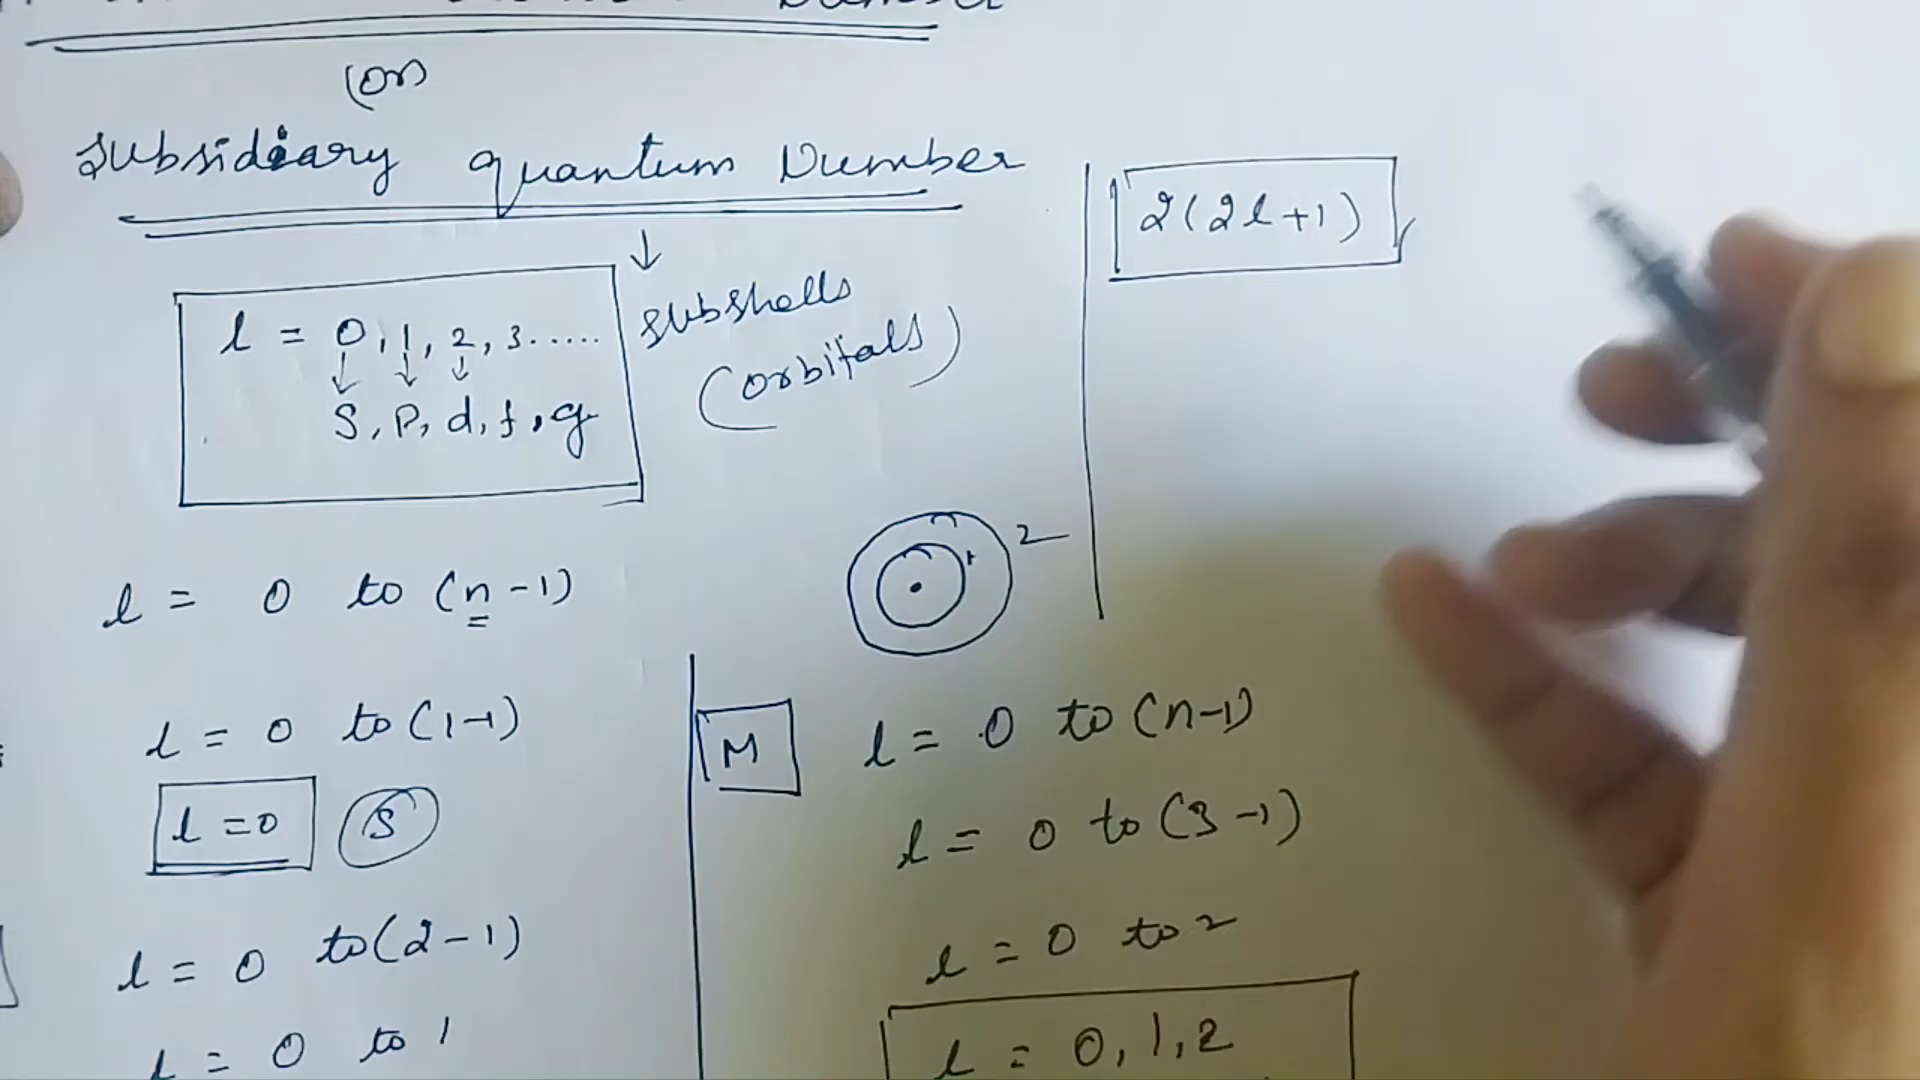 Number
(or)
Subsidiary quantum Number
↓
subshells
(orbitals)
l = 0, 1, 2, 3.....
↓ ↓ ↓
S, P, d, f, g
l = 0 to (n-1)
l = 0 to (1-1)
l = 0
S
l = 0 to (2-1)
l = 0 to 1
2(2l+1)
1
2
M
l = 0 to (n-1)
l = 0 to (3-1)
l = 0 to 2
l = 0, 1, 2